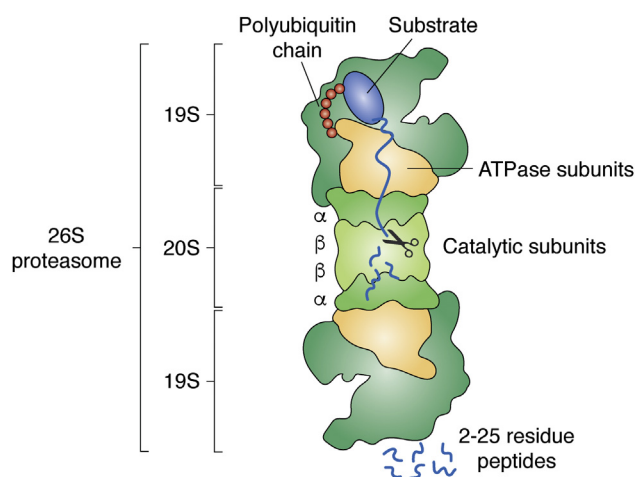 Polyubiquitin
chain
Substrate
19S
ATPase subunits
α
β
β
α
26S
proteasome
20S
Catalytic subunits
19S
2-25 residue
peptides